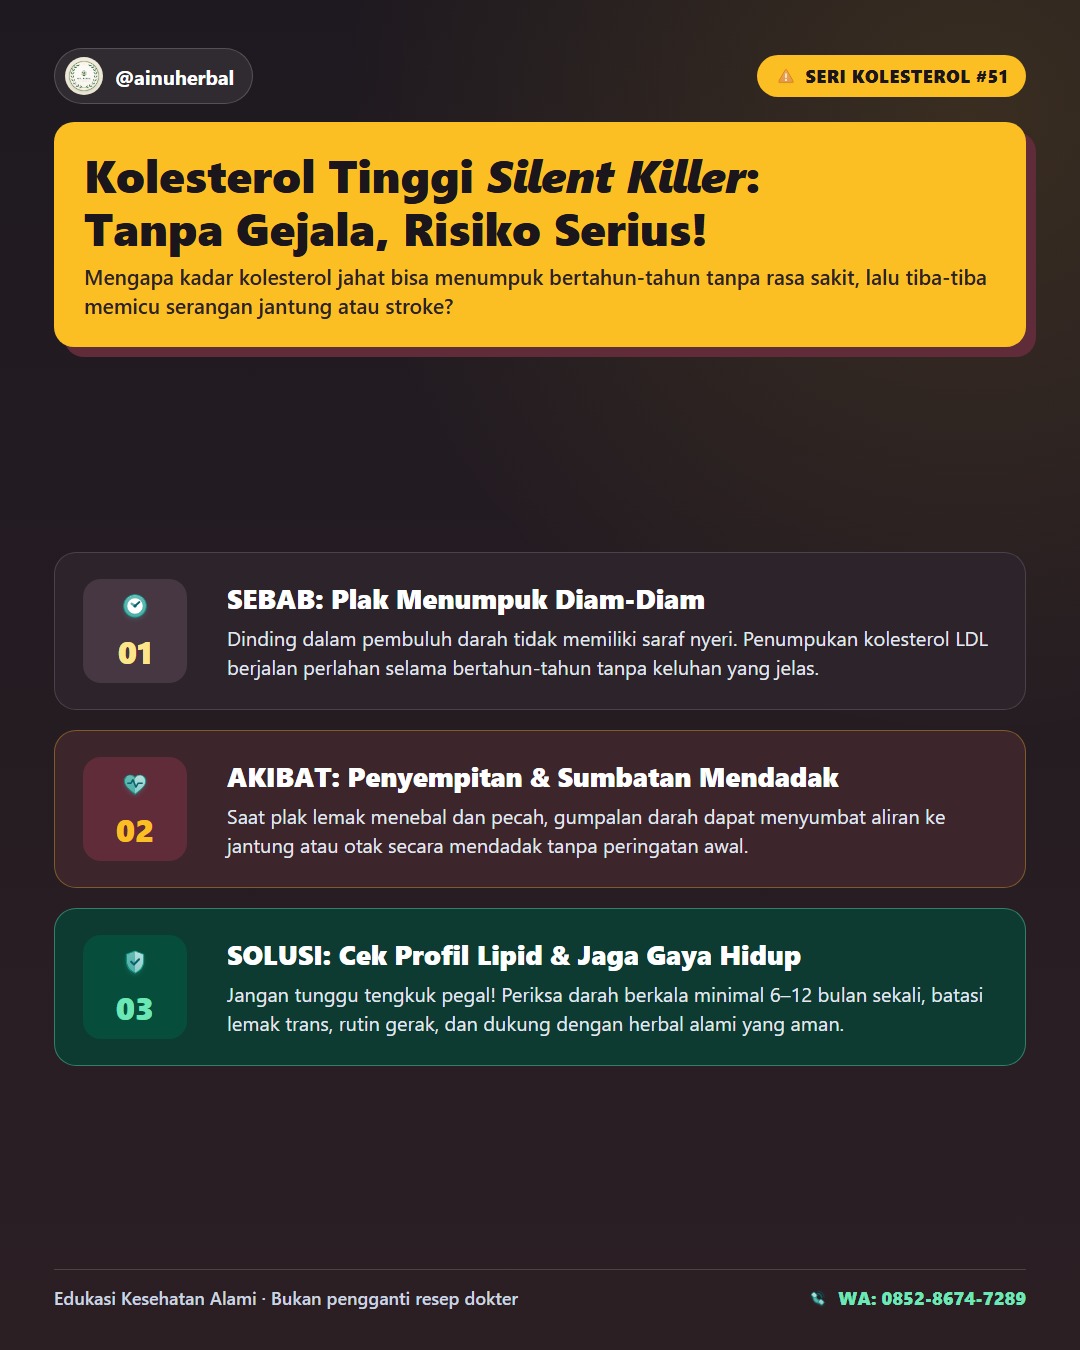 @ainuherbal
SERI KOLESTEROL #51
Kolesterol Tinggi Silent Killer:
Tanpa Gejala, Risiko Serius!
Mengapa kadar kolesterol jahat bisa menumpuk bertahun-tahun tanpa rasa sakit, lalu tiba-tiba
memicu serangan jantung atau stroke?
01
SEBAB: Plak Menumpuk Diam-Diam
Dinding dalam pembuluh darah tidak memiliki saraf nyeri. Penumpukan kolesterol LDL
berjalan perlahan selama bertahun-tahun tanpa keluhan yang jelas.
02
AKIBAT: Penyempitan & Sumbatan Mendadak
Saat plak lemak menebal dan pecah, gumpalan darah dapat menyumbat aliran ke
jantung atau otak secara mendadak tanpa peringatan awal.
03
SOLUSI: Cek Profil Lipid & Jaga Gaya Hidup
Jangan tunggu tengkuk pegal! Periksa darah berkala minimal 6–12 bulan sekali, batasi
lemak trans, rutin gerak, dan dukung dengan herbal alami yang aman.
Edukasi Kesehatan Alami · Bukan pengganti resep dokter
WA: 0852-8674-7289